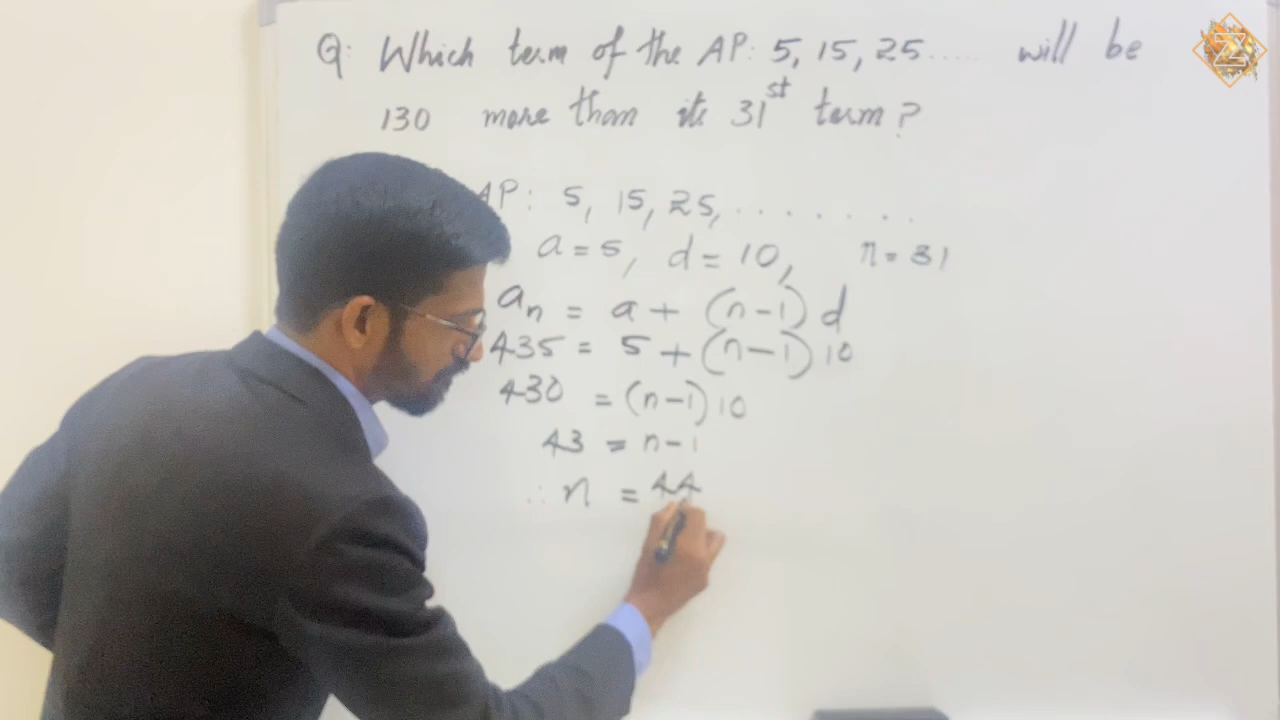 Q: Which term of the AP: 5, 15, 25..... will be
130 more than its 31st term?
AP: 5, 15, 25, . . . . . . .
a = 5, d = 10, n = 31
an = a + (n-1) d
435 = 5 + (n-1) 10
430 = (n-1) 10
43 = n-1
∴ n = 44
Z